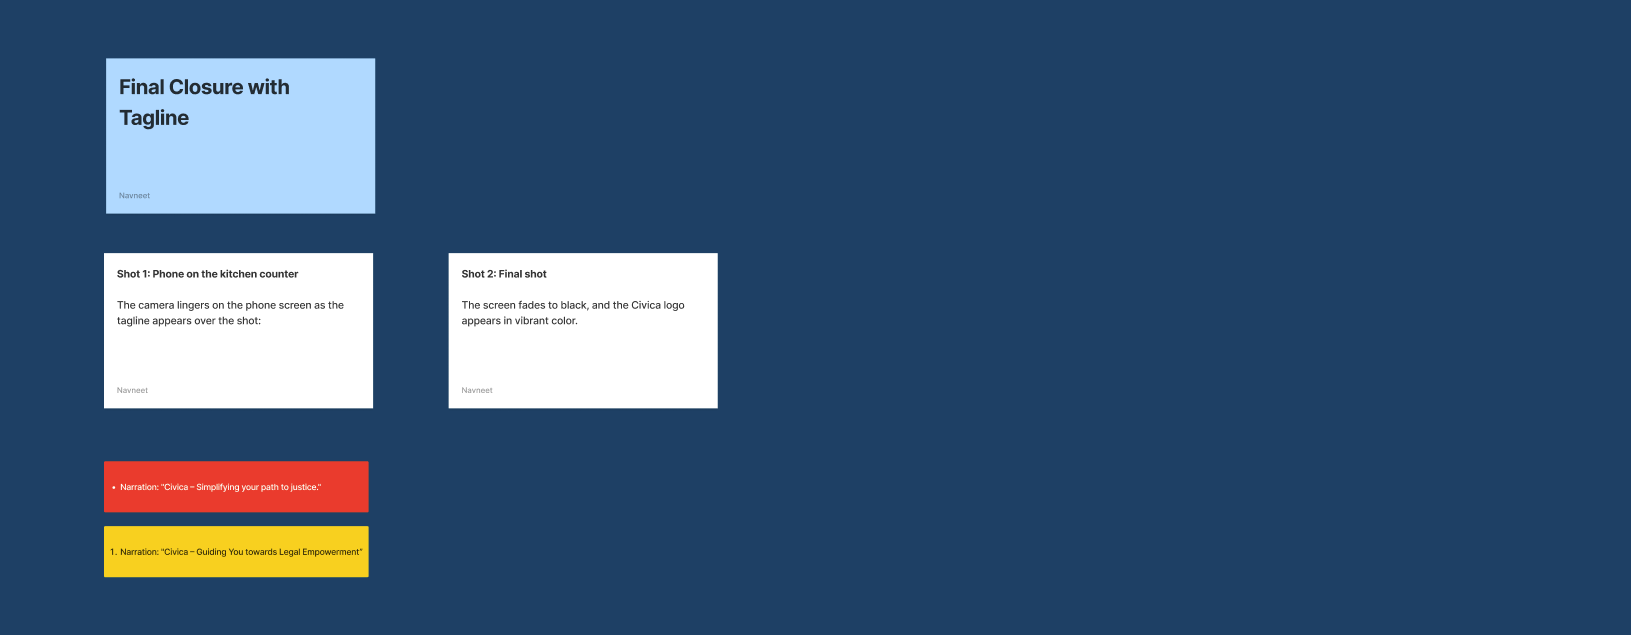 Final Closure with
Tagline
Navneet
Shot 1: Phone on the kitchen counter
The camera lingers on the phone screen as the
tagline appears over the shot:
Navneet
Shot 2: Final shot
The screen fades to black, and the Civica logo
appears in vibrant color.
Navneet
• Narration: “Civica – Simplifying your path to justice.”
1. Narration: “Civica – Guiding You towards Legal Empowerment”